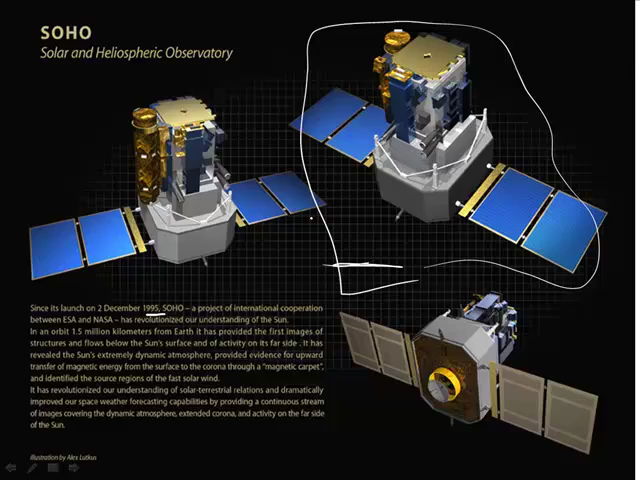 SOHO
Solar and Heliospheric Observatory
Since its launch on 2 December 1995, SOHO – a project of international cooperation
between ESA and NASA – has revolutionized our understanding of the Sun.
In an orbit 1.5 million kilometers from Earth it has provided the first images of
structures and flows below the Sun's surface and of activity on its far side . It has
revealed the Sun's extremely dynamic atmosphere, provided evidence for upward
transfer of magnetic energy from the surface to the corona through a "magnetic carpet",
and identified the source regions of the fast solar wind.
It has revolutionized our understanding of solar-terrestrial relations and dramatically
improved our space weather forecasting capabilities by providing a continuous stream
of images covering the dynamic atmosphere, extended corona, and activity on the far side
of the Sun.
illustration by Alex Lutkus